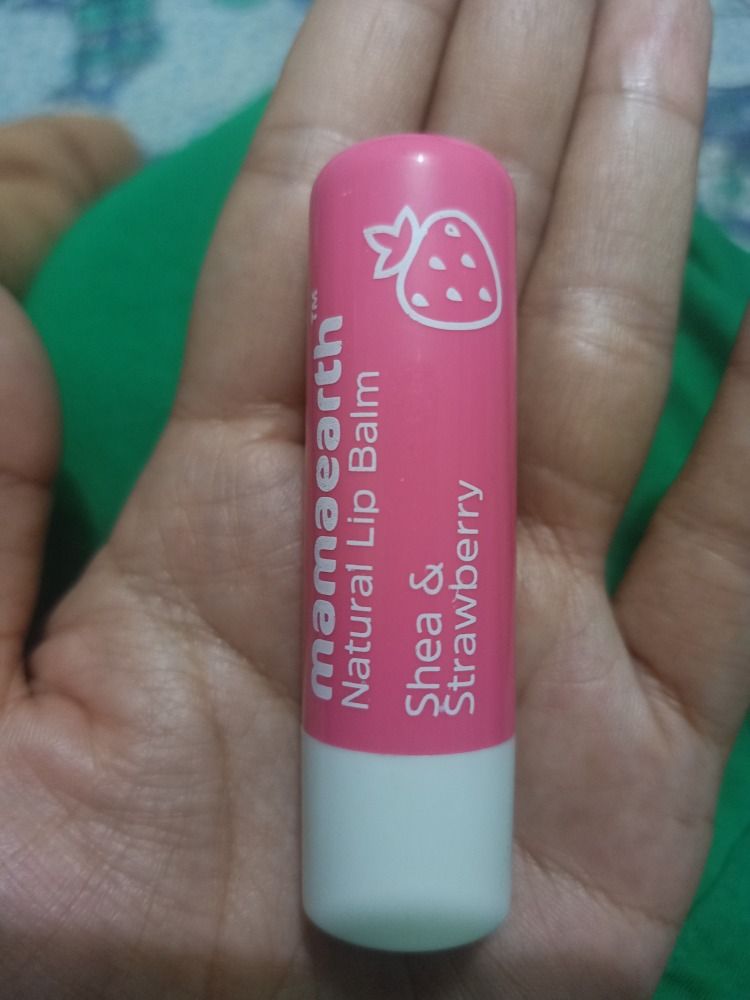 mamaearth™
Natural Lip Balm
Shea &
Strawberry